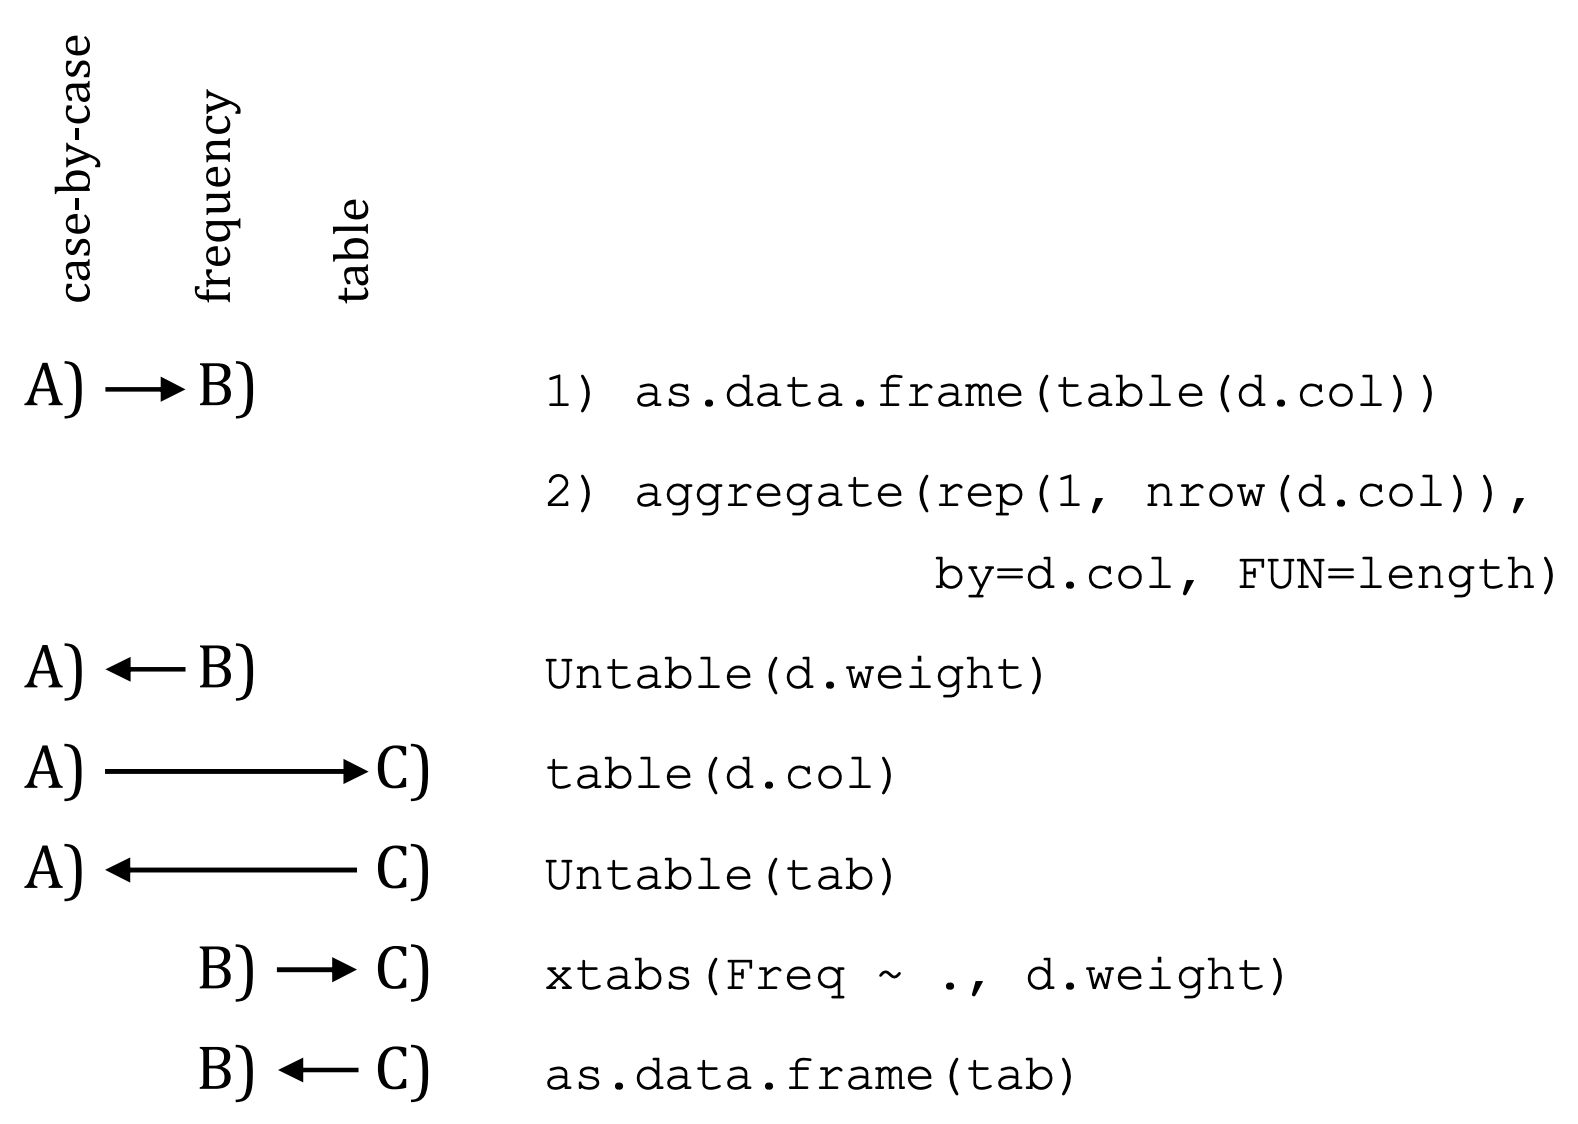 case-by-case
frequency
table
A) B) 1) as.data.frame(table(d.col))
2) aggregate(rep(1, nrow(d.col)),
by=d.col, FUN=length)
A) B) Untable(d.weight)
A) C) table(d.col)
A) C) Untable(tab)
B) C) xtabs(Freq ~ ., d.weight)
B) C) as.data.frame(tab)